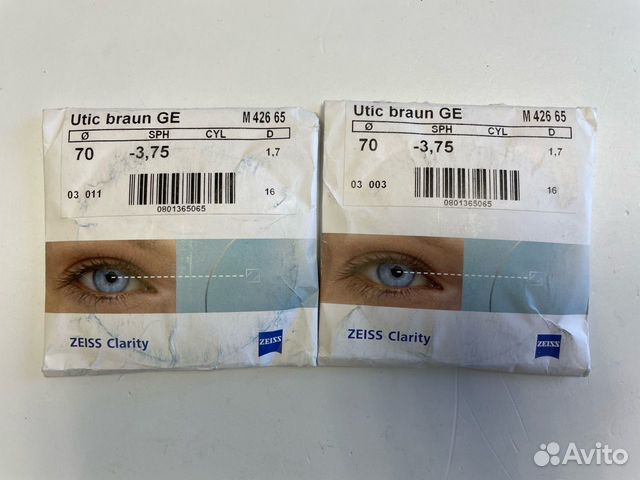 Utic braun GE M 426 65
Ø SPH CYL D
70 -3,75 1,7
03 011 16
0801365065
ZEISS Clarity ZEISS
Utic braun GE M 426 65
Ø SPH CYL D
70 -3,75 1,7
03 003 16
0801365065
ZEISS Clarity ZEISS
Avito